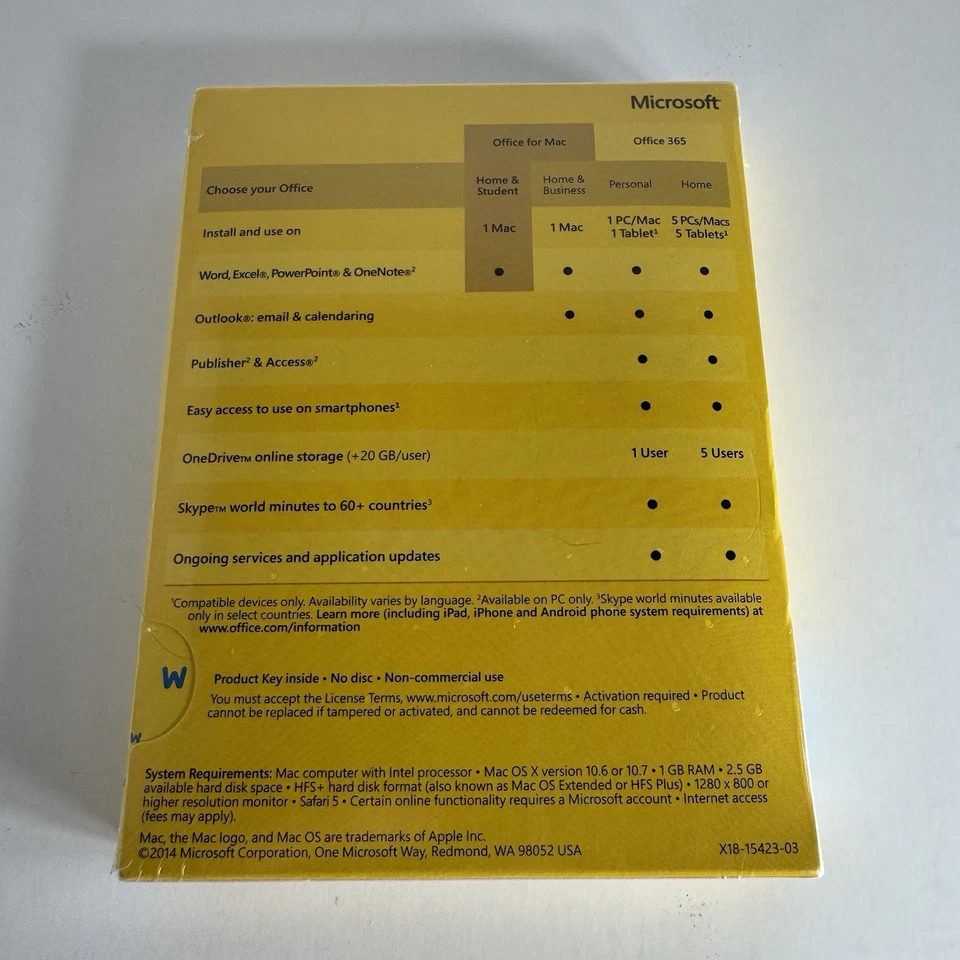 Microsoft
Office for Mac Office 365
Choose your Office Home & Student Home & Business Personal Home
Install and use on 1 Mac 1 Mac 1 PC/Mac 1 Tablet¹ 5 PCs/Macs 5 Tablets¹
Word, Excel®, PowerPoint® & OneNote®² ● ● ● ●
Outlook®: email & calendaring ● ● ●
Publisher² & Access®² ● ●
Easy access to use on smartphones¹ ● ●
OneDrive™ online storage (+20 GB/user) 1 User 5 Users
Skype™ world minutes to 60+ countries³ ● ●
Ongoing services and application updates ● ●
¹Compatible devices only. Availability varies by language. ²Available on PC only. ³Skype world minutes available
only in select countries. Learn more (including iPad, iPhone and Android phone system requirements) at
www.office.com/information
W
Product Key inside • No disc • Non-commercial use
You must accept the License Terms, www.microsoft.com/useterms • Activation required • Product
cannot be replaced if tampered or activated, and cannot be redeemed for cash.
W
System Requirements: Mac computer with Intel processor • Mac OS X version 10.6 or 10.7 • 1 GB RAM • 2.5 GB
available hard disk space • HFS+ hard disk format (also known as Mac OS Extended or HFS Plus) • 1280 x 800 or
higher resolution monitor • Safari 5 • Certain online functionality requires a Microsoft account • Internet access
(fees may apply).
Mac, the Mac logo, and Mac OS are trademarks of Apple Inc.
©2014 Microsoft Corporation, One Microsoft Way, Redmond, WA 98052 USA X18-15423-03